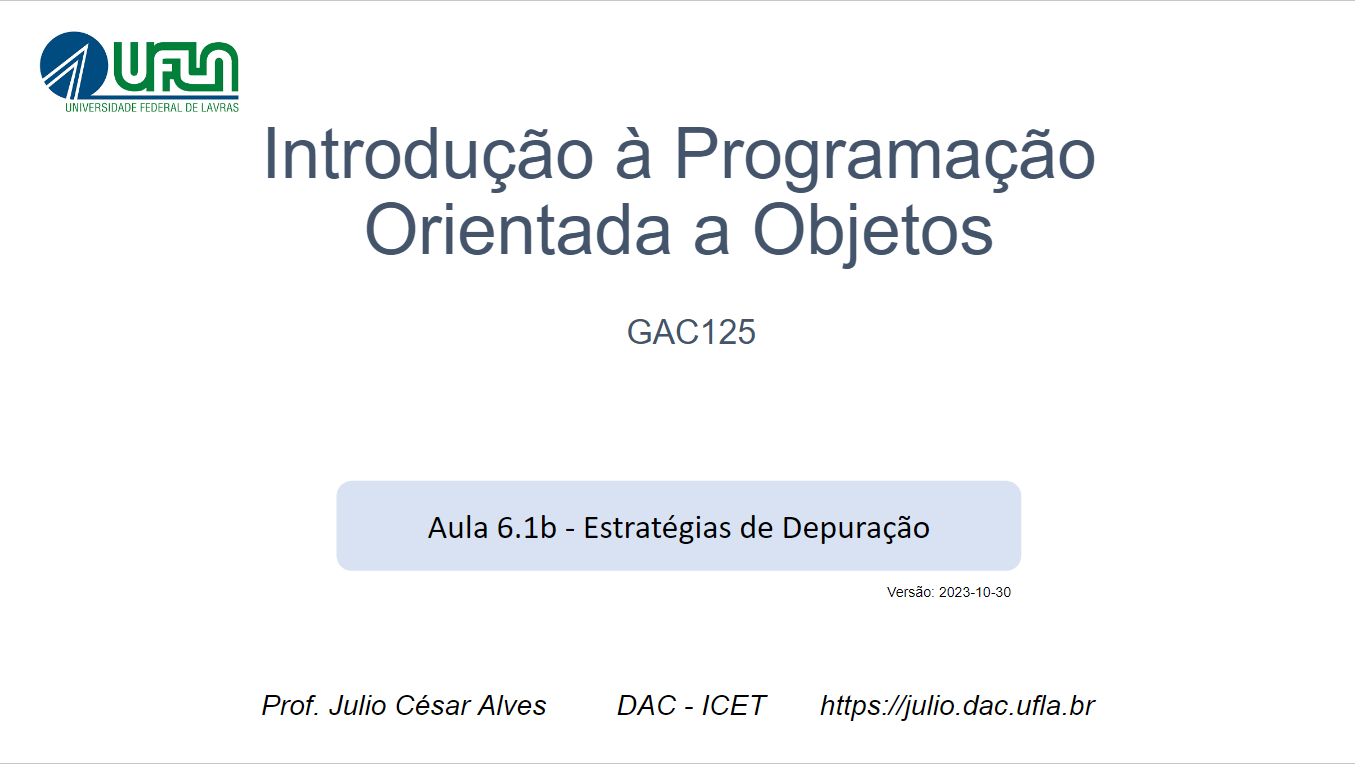 UFLA
UNIVERSIDADE FEDERAL DE LAVRAS
Introdução à Programação
Orientada a Objetos
GAC125
Aula 6.1b - Estratégias de Depuração
Versão: 2023-10-30
Prof. Julio César Alves DAC - ICET https://julio.dac.ufla.br